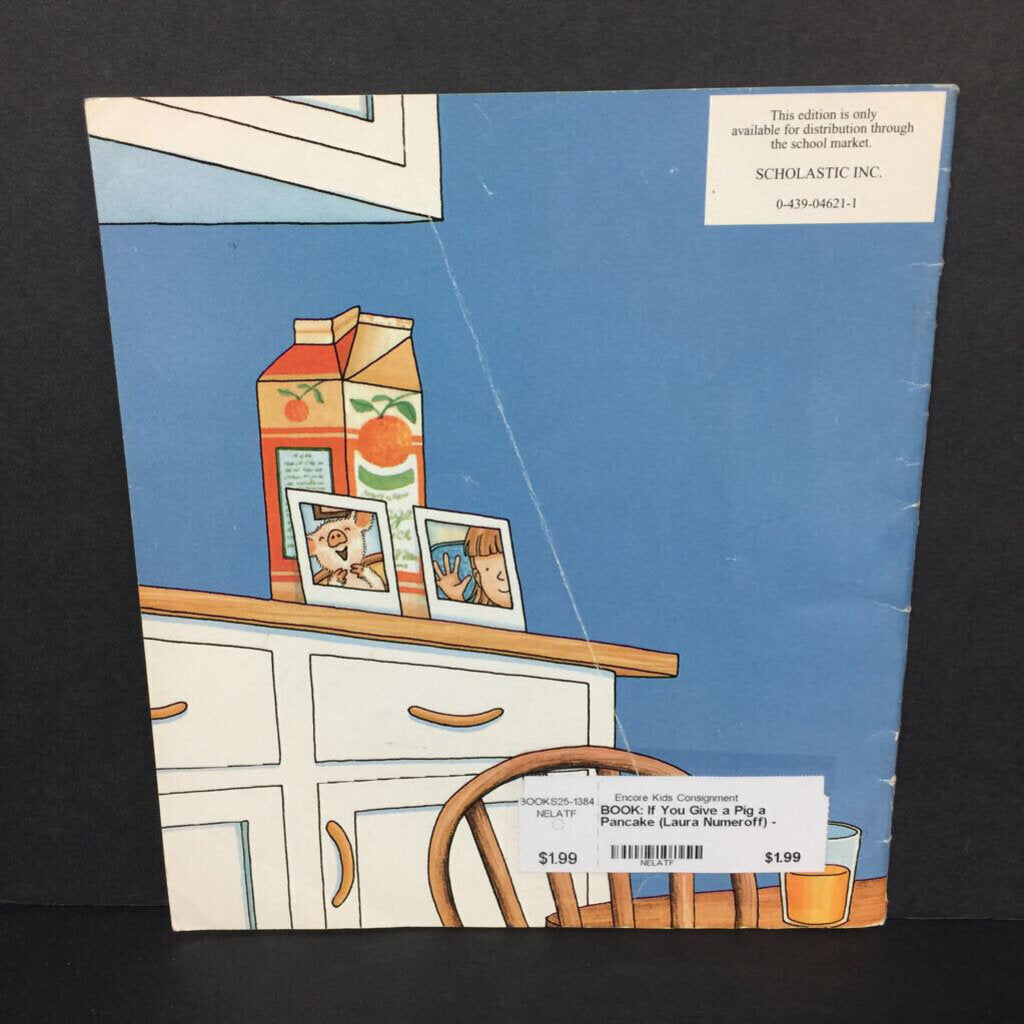 This edition is only
available for distribution through
the school market.
SCHOLASTIC INC.
0-439-04621-1
BOOKS25-1384
NELATF
$1.99
Encore Kids Consignment
BOOK: If You Give a Pig a
Pancake (Laura Numeroff) -
NELATF
$1.99